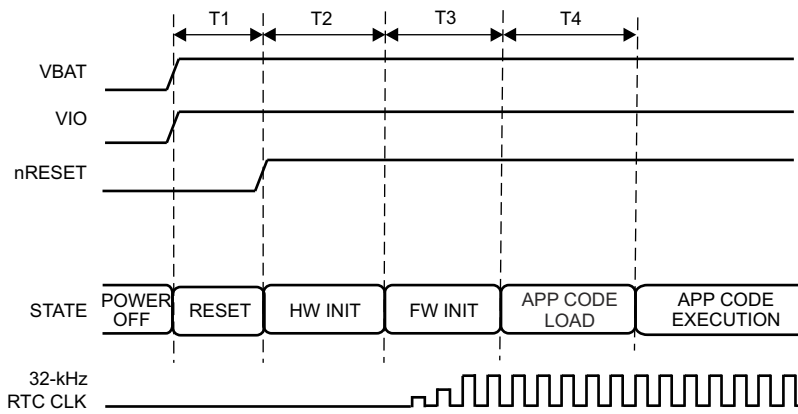 T1
T2
T3
T4
VBAT
VIO
nRESET
STATE
POWER
OFF
RESET
HW INIT
FW INIT
APP CODE
LOAD
APP CODE
EXECUTION
32-kHz
RTC CLK